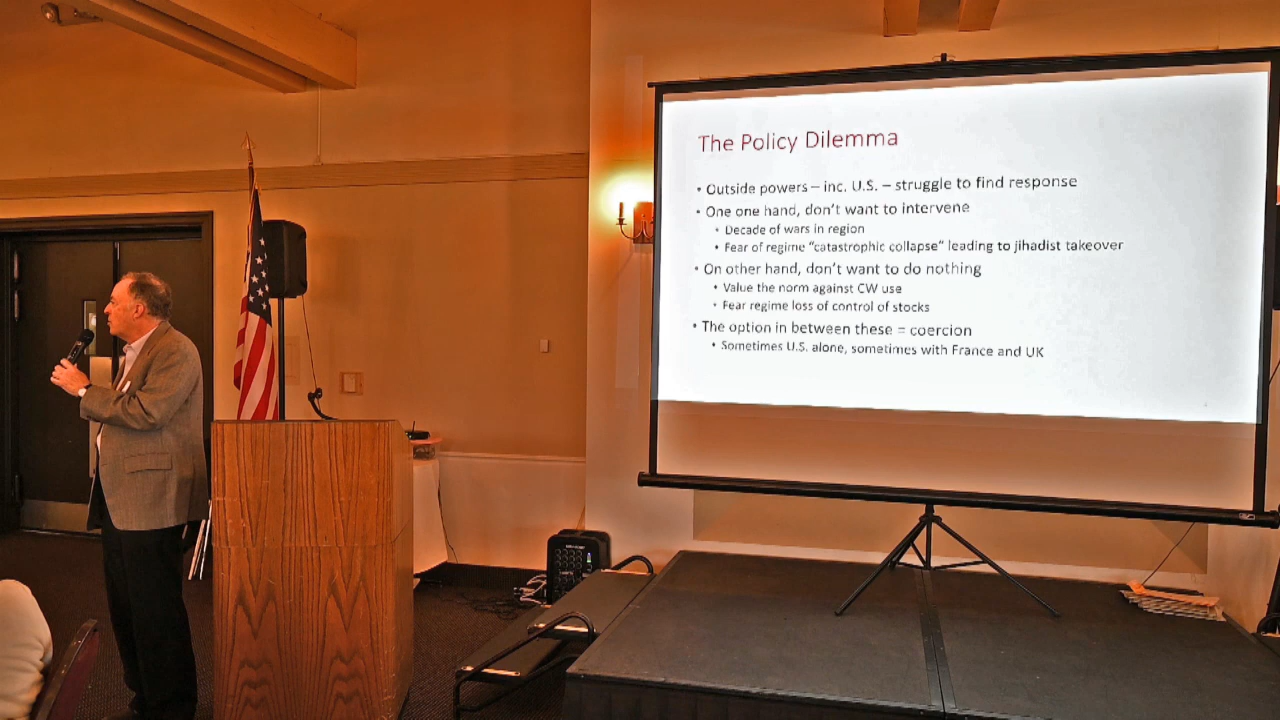 The Policy Dilemma
• Outside powers – inc. U.S. – struggle to find response
• One one hand, don't want to intervene
• Decade of wars in region
• Fear of regime "catastrophic collapse" leading to jihadist takeover
• On other hand, don't want to do nothing
• Value the norm against CW use
• Fear regime loss of control of stocks
• The option in between these = coercion
• Sometimes U.S. alone, sometimes with France and UK